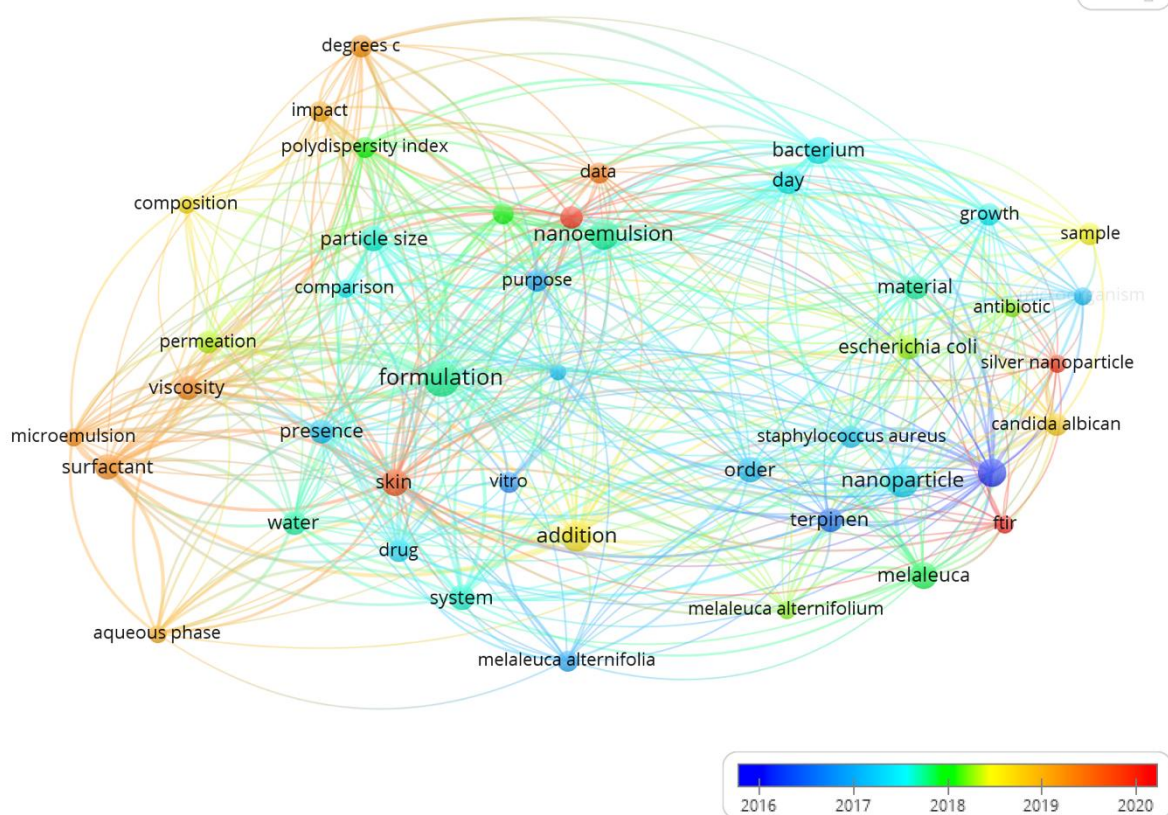 degrees c
impact
polydispersity index
data
bacterium
day
composition
growth
sample
particle size
nanoemulsion
comparison
purpose
material
antibiotic
permeation
escherichia coli
silver nanoparticle
viscosity
formulation
microemulsion
presence
staphylococcus aureus
candida albican
surfactant
skin
vitro
order
nanoparticle
water
addition
terpinen
ftir
drug
system
melaleuca
melaleuca alternifolium
aqueous phase
melaleuca alternifolia
2016 2017 2018 2019 2020